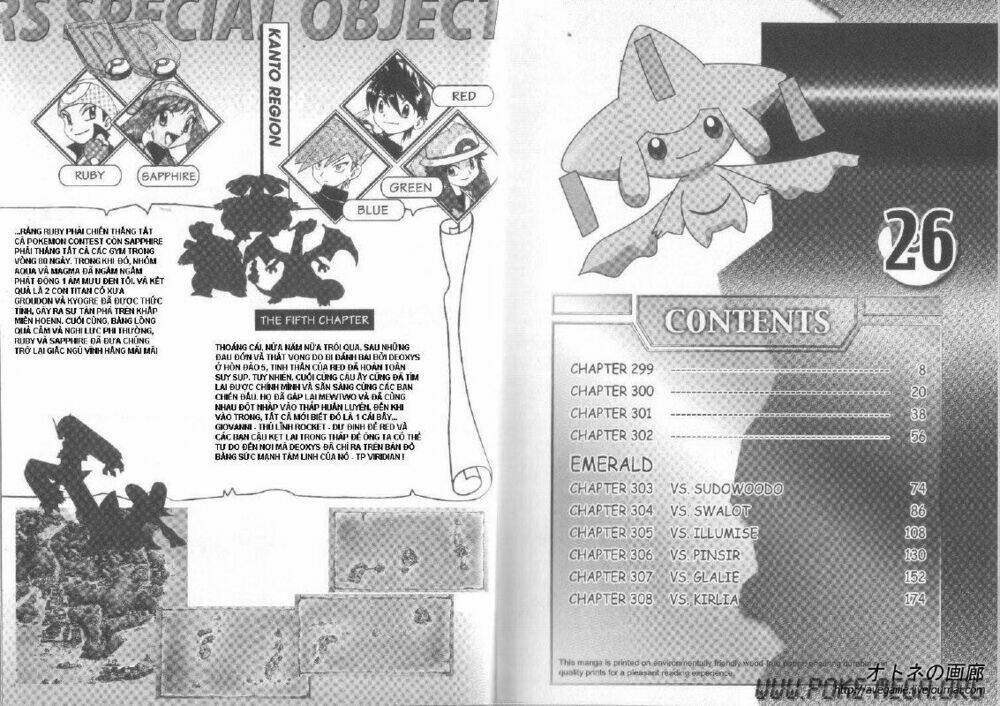 RS SPECIAL OBJECT
KANTO REGION
RED
RUBY
SAPPHIRE
GREEN
BLUE
...RẰNG RUBY PHẢI CHIẾN THẮNG TẤT
CẢ POKEMON CONTEST CÒN SAPPHIRE
PHẢI THẮNG TẤT CẢ CÁC GYM TRONG
VÒNG 80 NGÀY. TRONG KHI ĐÓ, NHÓM
AQUA VÀ MAGMA ĐÃ NGẤM NGẦM
PHÁT ĐỘNG 1 ÂM MƯU ĐEN TỐI. VÀ KẾT
QUẢ LÀ 2 CON TITAN CỔ XƯA
GROUDON VÀ KYOGRE ĐÃ ĐƯỢC THỨC
TỈNH, GÂY RA SỰ TÀN PHÁ TRÊN KHẮP
MIỀN HOENN. CUỐI CÙNG, BẰNG LÒNG
QUẢ CẢM VÀ NGHỊ LỰC PHI THƯỜNG,
RUBY VÀ SAPPHIRE ĐÃ ĐƯA CHÚNG
TRỞ LẠI GIẤC NGỦ VĨNH HẰNG MÃI MÃI
THE FIFTH CHAPTER
THOÁNG CÁI, NỬA NĂM NỮA TRÔI QUA. SAU NHỮNG
ĐAU ĐỚN VÀ THẤT VỌNG DO BỊ ĐÁNH BẠI BỞI DEOXYS
Ở HÒN ĐẢO 5, TINH THẦN CỦA RED ĐÃ HOÀN TOÀN
SUY SỤP. TUY NHIÊN, CUỐI CÙNG CẬU ẤY CŨNG ĐÃ TÌM
LẠI ĐƯỢC CHÍNH MÌNH VÀ SẴN SÀNG CÙNG CÁC BẠN
CHIẾN ĐẤU. HỌ ĐÃ GẶP LẠI MEWTWO VÀ ĐÃ CÙNG
NHAU ĐỘT NHẬP VÀO THÁP HUẤN LUYỆN. ĐẾN KHI
VÀO TRONG, TẤT CẢ MỚI BIẾT ĐÓ LÀ 1 CÁI BẪY...
GIOVANNI - THỦ LĨNH ROCKET - DỰ ĐỊNH ĐỂ RED VÀ
CÁC BẠN CẬU KẸT LẠI TRONG THÁP ĐỂ ÔNG TA CÓ THỂ
TỰ DO ĐẾN NƠI MÀ DEOXYS ĐÃ CHỈ RA TRÊN BẢN ĐỒ
BẰNG SỨC MẠNH TÂM LINH CỦA NÓ - TP VIRIDIAN !
26
CONTENTS
CHAPTER 299 8
CHAPTER 300 20
CHAPTER 301 38
CHAPTER 302 56
EMERALD
CHAPTER 303 VS. SUDOWOODO 74
CHAPTER 304 VS. SWALOT 86
CHAPTER 305 VS. ILLUMISE 108
CHAPTER 306 VS. PINSIR 130
CHAPTER 307 VS. GLALIE 152
CHAPTER 308 VS. KIRLIA 174
This manga is printed on environmentally friendly wood-free paper, ensuring durable
quality prints for a pleasant reading experience.
オトネの画廊
WWW.POKE-MEGA.ORG
http://avegaille.livejournal.com